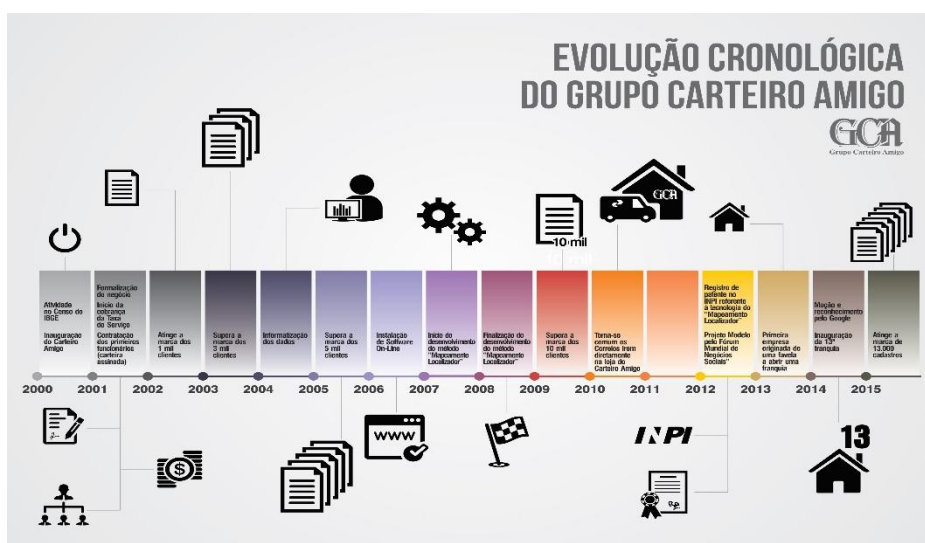 EVOLUÇÃO CRONOLÓGICA
DO GRUPO CARTEIRO AMIGO
GCA
Grupo Carteiro Amigo
GCA
10 mil
Atividade
no Censo do
IBGE
Inauguração
do Carteiro
Amigo
Formalização
do negócio
Início da
cobrança
da Taxa
de Serviço
Contratação
dos primeiros
funcionários
(carteira
assinada)
Atinge a
marca dos
1 mil
clientes
Supera a
marca dos
3 mil
clientes
Informatização
dos dados
Supera a
marca dos
5 mil
clientes
Instalação
de Software
On-Line
Início do
desenvolvimento
do método
"Mapeamento
Localizador"
Finalização do
desenvolvimento
do método
"Mapeamento
Localizador"
Supera a
marca dos
10 mil
clientes
Torna-se
comum os
Correios irem
diretamente
na loja do
Carteiro Amigo
Registro de
patente no
INPI referente
à tecnologia do
"Mapeamento
Localizador"
Projeto Modelo
pelo Fórum
Mundial de
Negócios
Sociais"
Primeira
empresa
originada de
uma favela
a abrir uma
franquia
Moção e
reconhecimento
pelo Google
Inauguração
da 13ª
franquia
Atinge a
marca de
13.900
cadastros
2000 2001 2002 2003 2004 2005 2006 2007 2008 2009 2010 2011 2012 2013 2014 2015
www
INPI
13